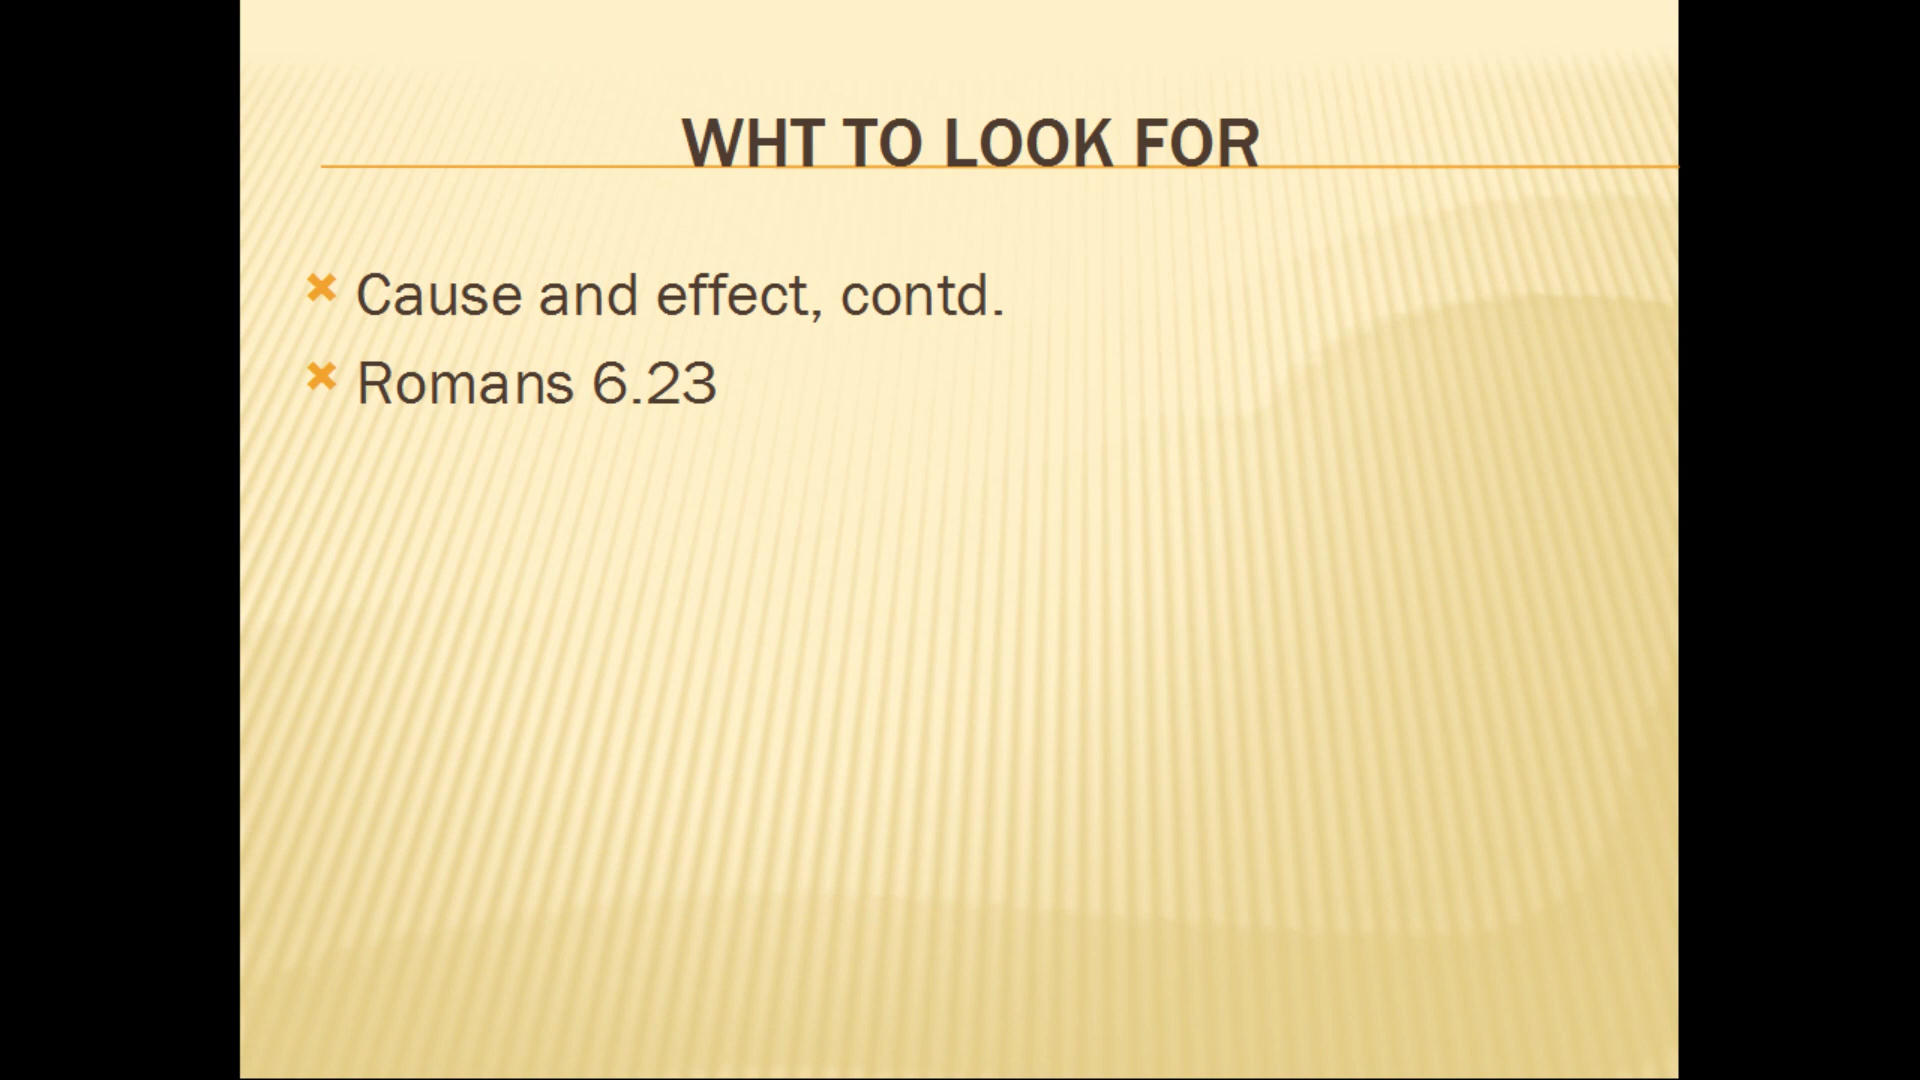 WHT TO LOOK FOR
Cause and effect, contd.
Romans 6.23